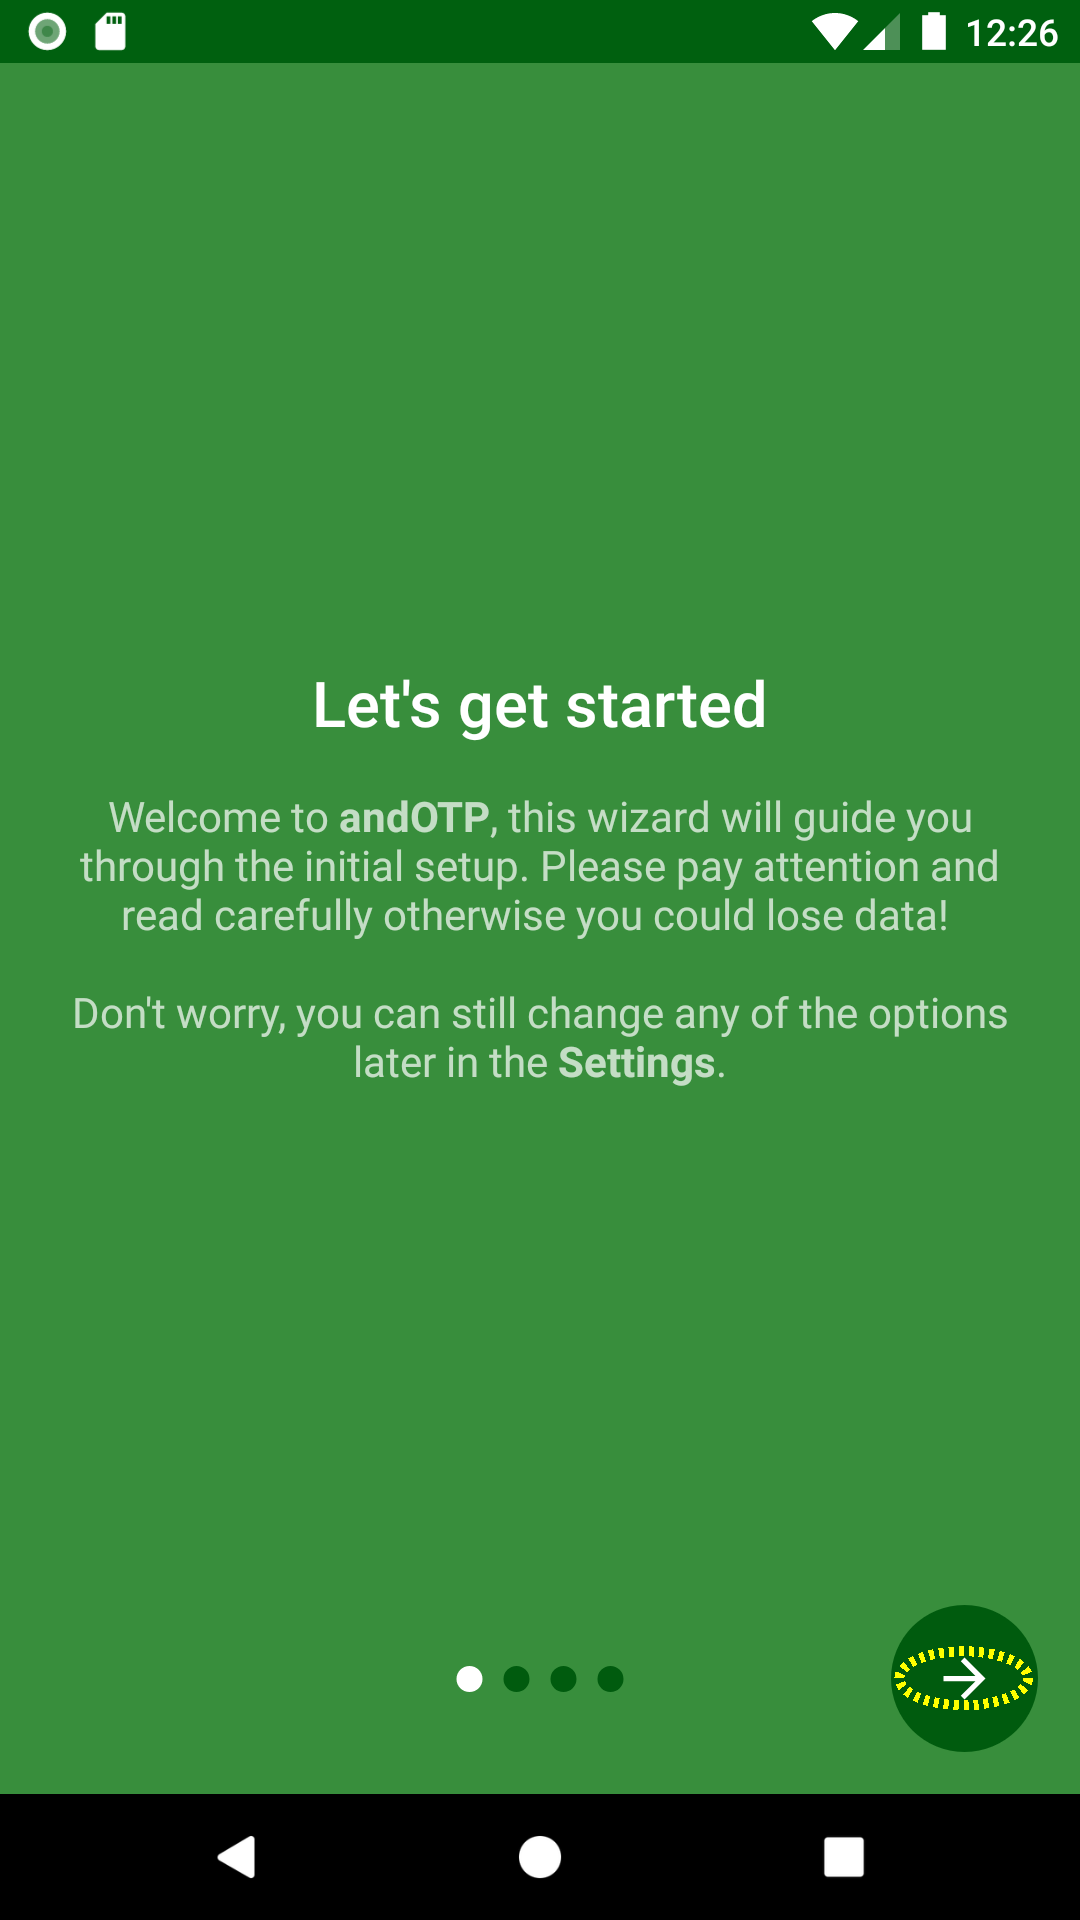 12:26
Let's get started
Welcome to andOTP, this wizard will guide you
through the initial setup. Please pay attention and
read carefully otherwise you could lose data!
Don't worry, you can still change any of the options
later in the Settings.